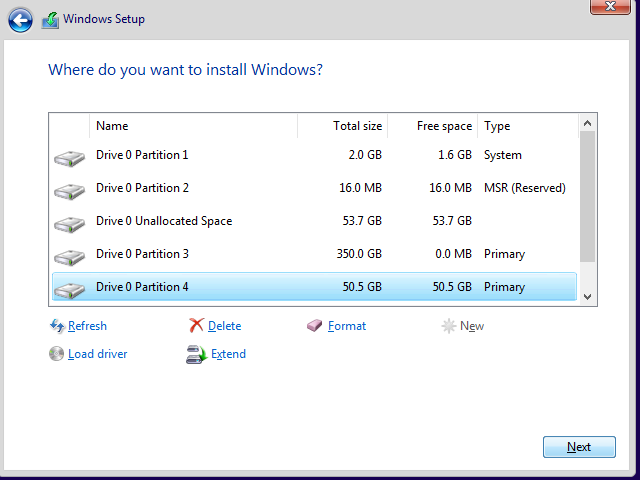 Windows Setup
Where do you want to install Windows?
Name Total size Free space Type
Drive 0 Partition 1 2.0 GB 1.6 GB System
Drive 0 Partition 2 16.0 MB 16.0 MB MSR (Reserved)
Drive 0 Unallocated Space 53.7 GB 53.7 GB
Drive 0 Partition 3 350.0 GB 0.0 MB Primary
Drive 0 Partition 4 50.5 GB 50.5 GB Primary
Refresh Delete Format New
Load driver Extend
Next